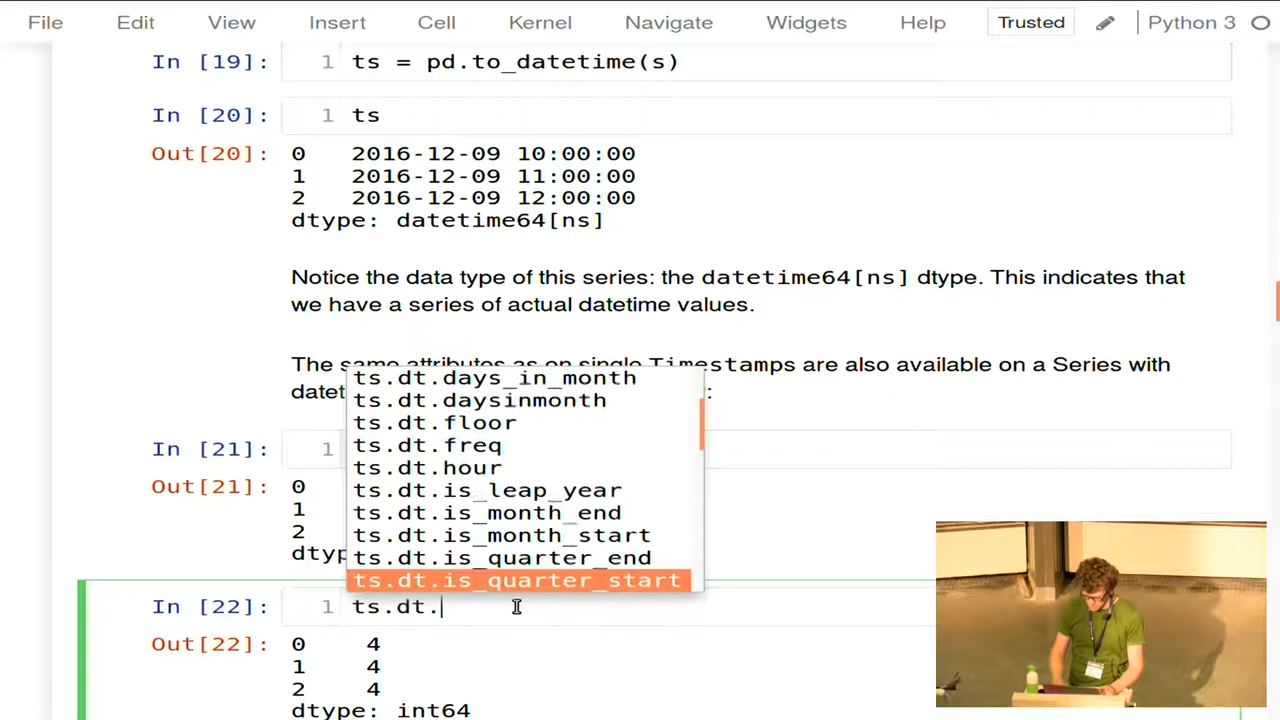 File Edit View Insert Cell Kernel Navigate Widgets Help Trusted Python 3
In [19]: 1 ts = pd.to_datetime(s)
In [20]: 1 ts
Out[20]: 0 2016-12-09 10:00:00
1 2016-12-09 11:00:00
2 2016-12-09 12:00:00
dtype: datetime64[ns]
Notice the data type of this series: the datetime64[ns] dtype. This indicates that
we have a series of actual datetime values.
The same attributes as on single Timestamps are also available on a Series with
datet :
ts.dt.days_in_month
ts.dt.daysinmonth
ts.dt.floor
ts.dt.freq
ts.dt.hour
ts.dt.is_leap_year
ts.dt.is_month_end
ts.dt.is_month_start
ts.dt.is_quarter_end
ts.dt.is_quarter_start
In [21]: 1
Out[21]: 0
1
2
dtyp
In [22]: 1 ts.dt.
Out[22]: 0 4
1 4
2 4
dtype: int64